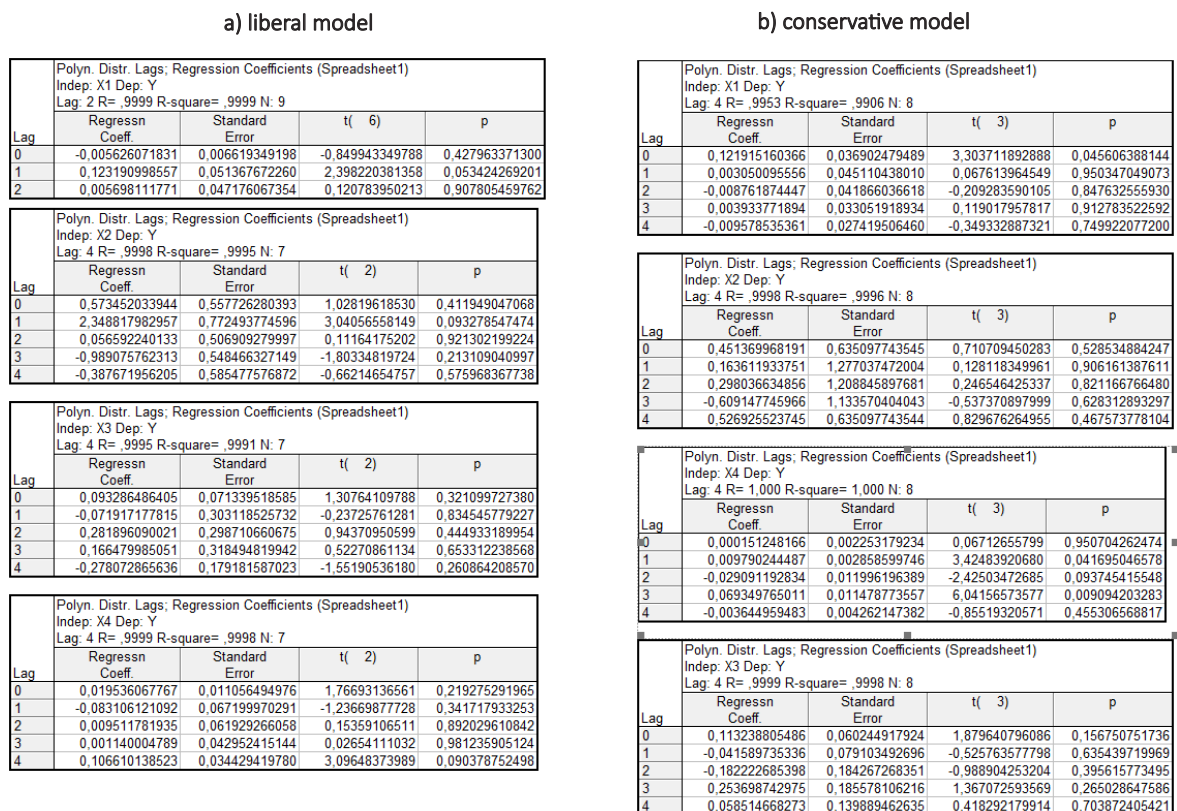 a) liberal model
Polyn. Distr. Lags; Regression Coefficients (Spreadsheet1)
Indep: X1 Dep: Y
Lag: 2 R= ,9999 R-square= ,9999 N: 9
Lag Regressn Coeff. Standard Error t( 6) p
0 -0,005626071831 0,006619349198 -0,849943349788 0,427963371300
1 0,123190998557 0,051367672260 2,398220381358 0,053424269201
2 0,005698111771 0,047176067354 0,120783950213 0,907805459762
Polyn. Distr. Lags; Regression Coefficients (Spreadsheet1)
Indep: X2 Dep: Y
Lag: 4 R= ,9998 R-square= ,9995 N: 7
Lag Regressn Coeff. Standard Error t( 2) p
0 0,573452033944 0,557726280393 1,02819618530 0,411949047068
1 2,348817982957 0,772493774596 3,04056558149 0,093278547474
2 0,056592240133 0,506909279997 0,11164175202 0,921302199224
3 -0,989075762313 0,548466327149 -1,80334819724 0,213109040997
4 -0,387671956205 0,585477576872 -0,66214654757 0,575968367738
Polyn. Distr. Lags; Regression Coefficients (Spreadsheet1)
Indep: X3 Dep: Y
Lag: 4 R= ,9995 R-square= ,9991 N: 7
Lag Regressn Coeff. Standard Error t( 2) p
0 0,093286486405 0,071339518585 1,30764109788 0,321099727380
1 -0,071917177815 0,303118525732 -0,23725761281 0,834545779227
2 0,281896090021 0,298710660675 0,94370950599 0,444933189954
3 0,166479985051 0,318494819942 0,52270861134 0,653312238568
4 -0,278072865636 0,179181587023 -1,55190536180 0,260864208570
Polyn. Distr. Lags; Regression Coefficients (Spreadsheet1)
Indep: X4 Dep: Y
Lag: 4 R= ,9999 R-square= ,9998 N: 7
Lag Regressn Coeff. Standard Error t( 2) p
0 0,019536067767 0,011056494976 1,76693136561 0,219275291965
1 -0,083106121092 0,067199970291 -1,23669877728 0,341717933253
2 0,009511781935 0,061929266058 0,15359106511 0,892029610842
3 0,001140004789 0,042952415144 0,02654111032 0,981235905124
4 0,106610138523 0,034429419780 3,09648373989 0,090378752498
b) conservative model
Polyn. Distr. Lags; Regression Coefficients (Spreadsheet1)
Indep: X1 Dep: Y
Lag: 4 R= ,9953 R-square= ,9906 N: 8
Lag Regressn Coeff. Standard Error t( 3) p
0 0,121915160366 0,036902479489 3,303711892888 0,045606388144
1 0,003050095556 0,045110438010 0,067613964549 0,950347049073
2 -0,008761874447 0,041866036618 -0,209283590105 0,847632555930
3 0,003933771894 0,033051918934 0,119017957817 0,912783522592
4 -0,009578535361 0,027419506460 -0,349332887321 0,749922077200
Polyn. Distr. Lags; Regression Coefficients (Spreadsheet1)
Indep: X2 Dep: Y
Lag: 4 R= ,9998 R-square= ,9996 N: 8
Lag Regressn Coeff. Standard Error t( 3) p
0 0,451369968191 0,635097743545 0,710709450283 0,528534884247
1 0,163611933751 1,277037472004 0,128118349961 0,906161387611
2 0,298036634856 1,208845897681 0,246546425337 0,821166766480
3 -0,609147745966 1,133570404043 -0,537370897999 0,628312893297
4 0,526925523745 0,635097743544 0,829676264955 0,467573778104
Polyn. Distr. Lags; Regression Coefficients (Spreadsheet1)
Indep: X4 Dep: Y
Lag: 4 R= 1,000 R-square= 1,000 N: 8
Lag Regressn Coeff. Standard Error t( 3) p
0 0,000151248166 0,002253179234 0,06712655799 0,950704262474
1 0,009790244487 0,002858599746 3,42483920680 0,041695046578
2 -0,029091192834 0,011996196389 -2,42503472685 0,093745415548
3 0,069349765011 0,011478773557 6,04156573577 0,009094203283
4 -0,003644959483 0,004262147382 -0,85519320571 0,455306568817
Polyn. Distr. Lags; Regression Coefficients (Spreadsheet1)
Indep: X3 Dep: Y
Lag: 4 R= ,9999 R-square= ,9998 N: 8
Lag Regressn Coeff. Standard Error t( 3) p
0 0,113238805486 0,060244917924 1,879640796086 0,156750751736
1 -0,041589735336 0,079103492696 -0,525763577798 0,635439719969
2 -0,182222685398 0,184267268351 -0,988904253204 0,395615773495
3 0,253698742975 0,185578106216 1,367072593569 0,265028647586
4 0,058514668273 0,139889462635 0,418292179914 0,703872405421